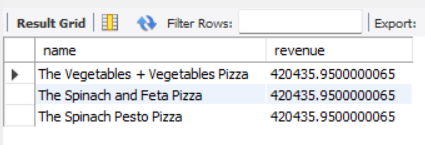 Result Grid Filter Rows: Export:
name revenue
The Vegetables + Vegetables Pizza 420435.9500000065
The Spinach and Feta Pizza 420435.9500000065
The Spinach Pesto Pizza 420435.9500000065